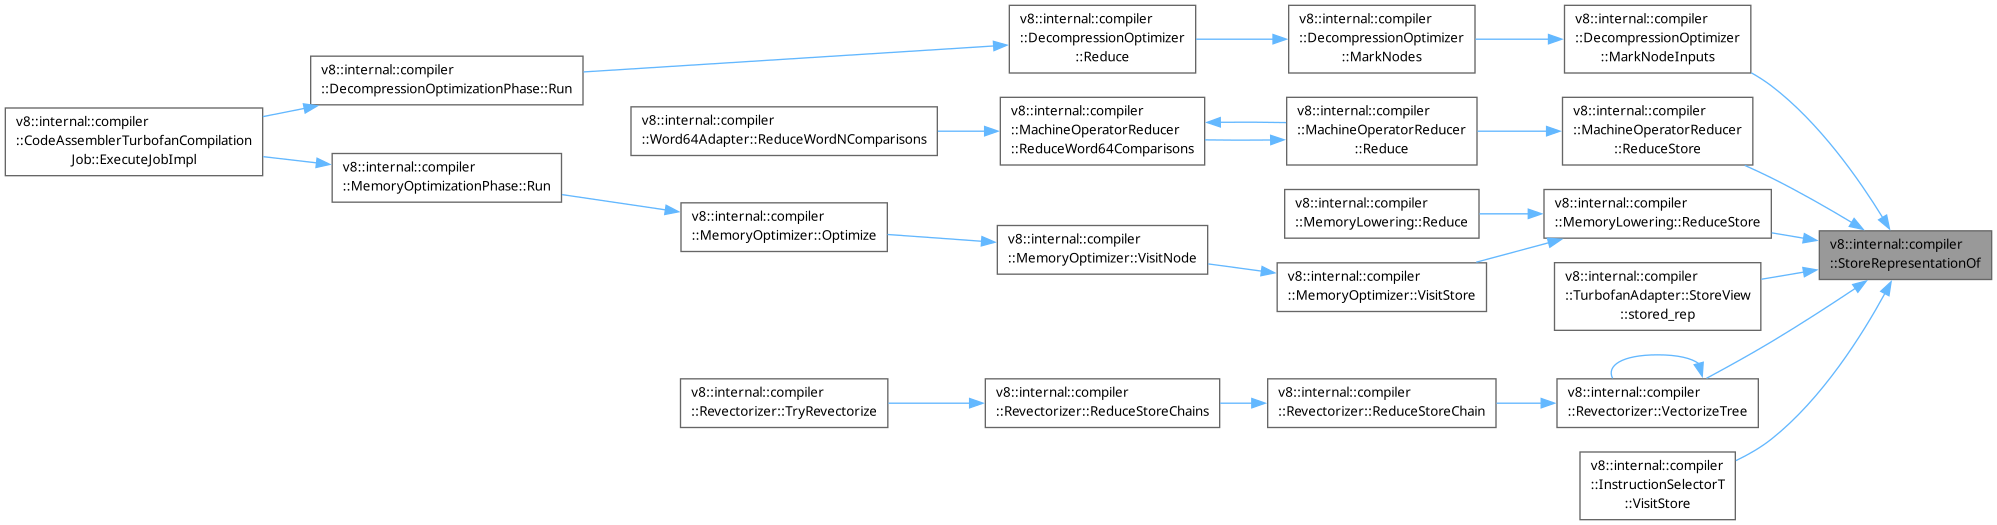 v8::internal::compiler
::DecompressionOptimizer
::Reduce
v8::internal::compiler
::DecompressionOptimizer
::MarkNodes
v8::internal::compiler
::DecompressionOptimizer
::MarkNodeInputs
v8::internal::compiler
::DecompressionOptimizationPhase::Run
v8::internal::compiler
::CodeAssemblerTurbofanCompilation
Job::ExecuteJobImpl
v8::internal::compiler
::Word64Adapter::ReduceWordNComparisons
v8::internal::compiler
::MachineOperatorReducer
::ReduceWord64Comparisons
v8::internal::compiler
::MachineOperatorReducer
::Reduce
v8::internal::compiler
::MachineOperatorReducer
::ReduceStore
v8::internal::compiler
::MemoryOptimizationPhase::Run
v8::internal::compiler
::MemoryOptimizer::Optimize
v8::internal::compiler
::MemoryOptimizer::VisitNode
v8::internal::compiler
::MemoryLowering::Reduce
v8::internal::compiler
::MemoryLowering::ReduceStore
v8::internal::compiler
::StoreRepresentationOf
v8::internal::compiler
::MemoryOptimizer::VisitStore
v8::internal::compiler
::TurbofanAdapter::StoreView
::stored_rep
v8::internal::compiler
::Revectorizer::TryRevectorize
v8::internal::compiler
::Revectorizer::ReduceStoreChains
v8::internal::compiler
::Revectorizer::ReduceStoreChain
v8::internal::compiler
::Revectorizer::VectorizeTree
v8::internal::compiler
::InstructionSelectorT
::VisitStore